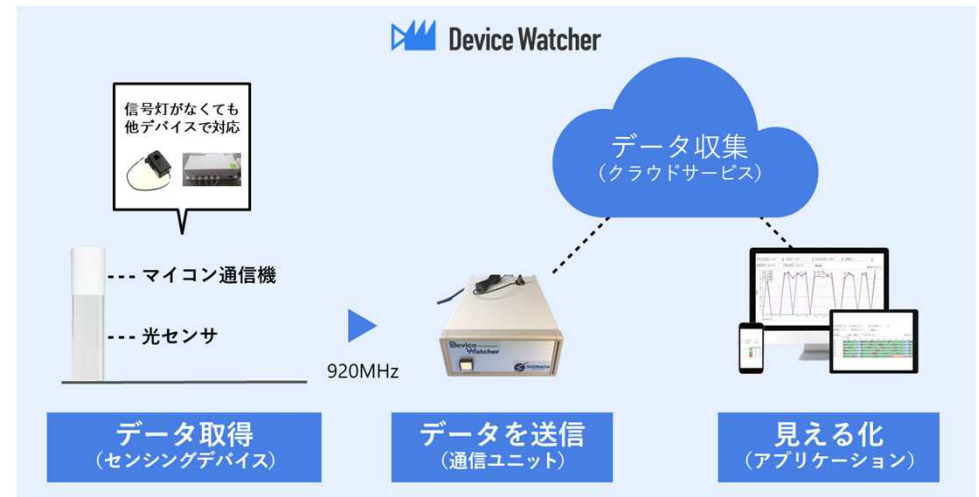 Device Watcher
信号灯がなくても
他デバイスで対応
データ収集
(クラウドサービス)
マイコン通信機
光センサ
920MHz
Device
Watcher
データ取得
(センシングデバイス)
データを送信
(通信ユニット)
見える化
(アプリケーション)